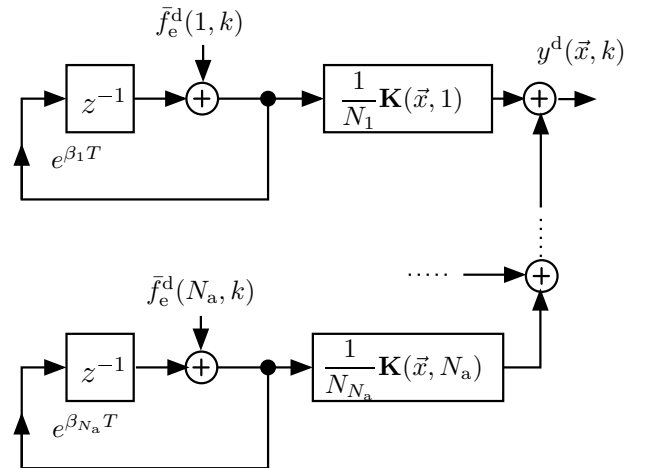 f̄ₑᵈ(1, k)
yᵈ(x⃗, k)
z⁻¹
+
1/N₁ K(x⃗, 1)
+
e^{β₁T}
.....
.....
+
f̄ₑᵈ(Nₐ, k)
z⁻¹
+
1/N_{Nₐ} K(x⃗, Nₐ)
e^{β_{Nₐ}T}